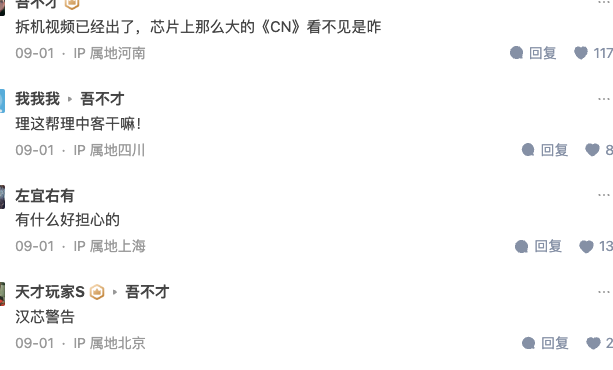 吾不才
拆机视频已经出了，芯片上那么大的《CN》看不见是咋
09-01 · IP 属地河南
回复 117
我我我 ▸ 吾不才
理这帮理中客干嘛！
09-01 · IP 属地四川
回复 8
左宜右有
有什么好担心的
09-01 · IP 属地上海
回复 13
天才玩家S ▸ 吾不才
汉芯警告
09-01 · IP 属地北京
回复 2